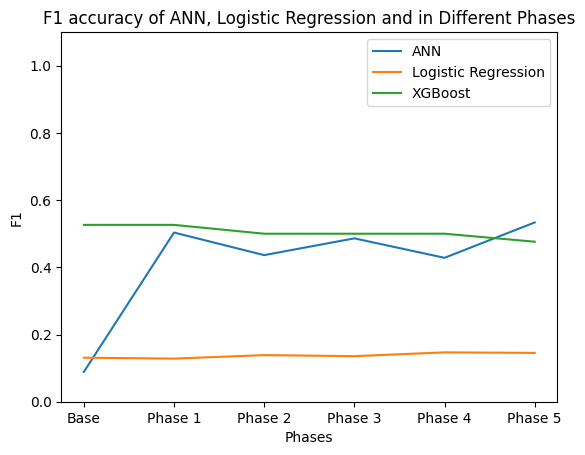 F1 accuracy of ANN, Logistic Regression and in Different Phases
ANN
Logistic Regression
XGBoost
1.0
0.8
0.6
0.4
0.2
0.0
F1
Base Phase 1 Phase 2 Phase 3 Phase 4 Phase 5
Phases